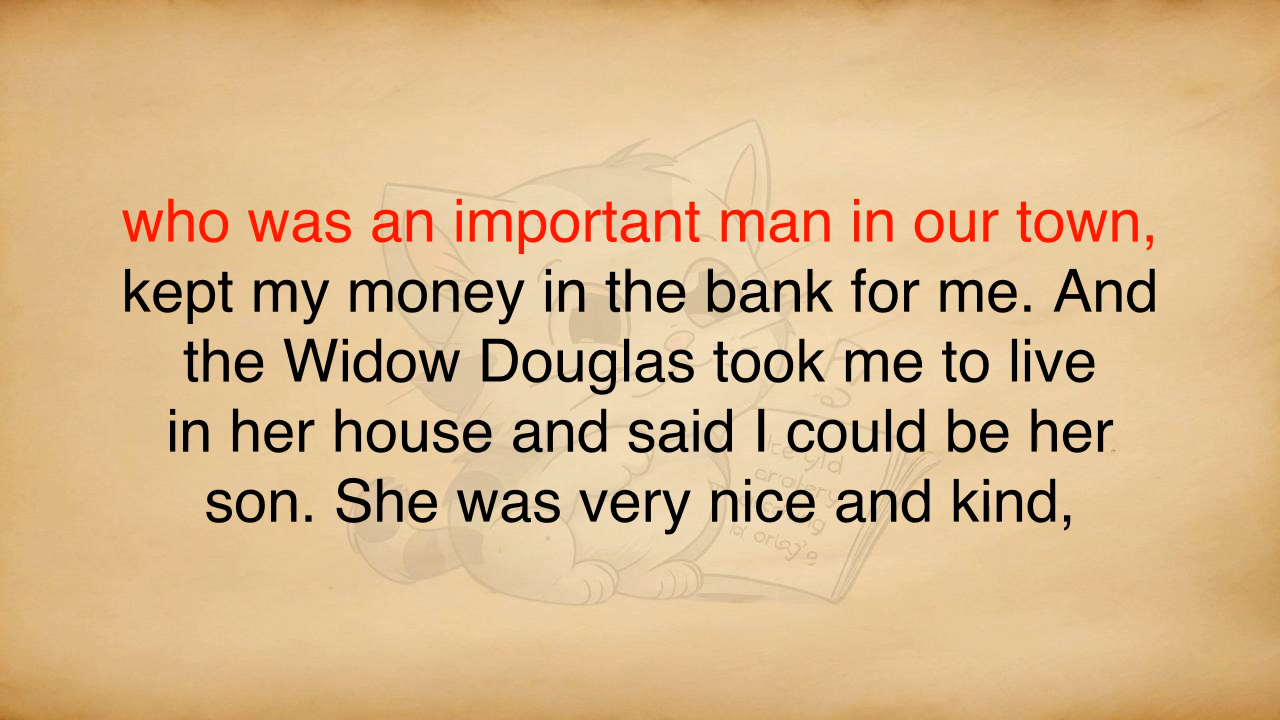 who was an important man in our town,
kept my money in the bank for me. And
the Widow Douglas took me to live
in her house and said I could be her
son. She was very nice and kind,